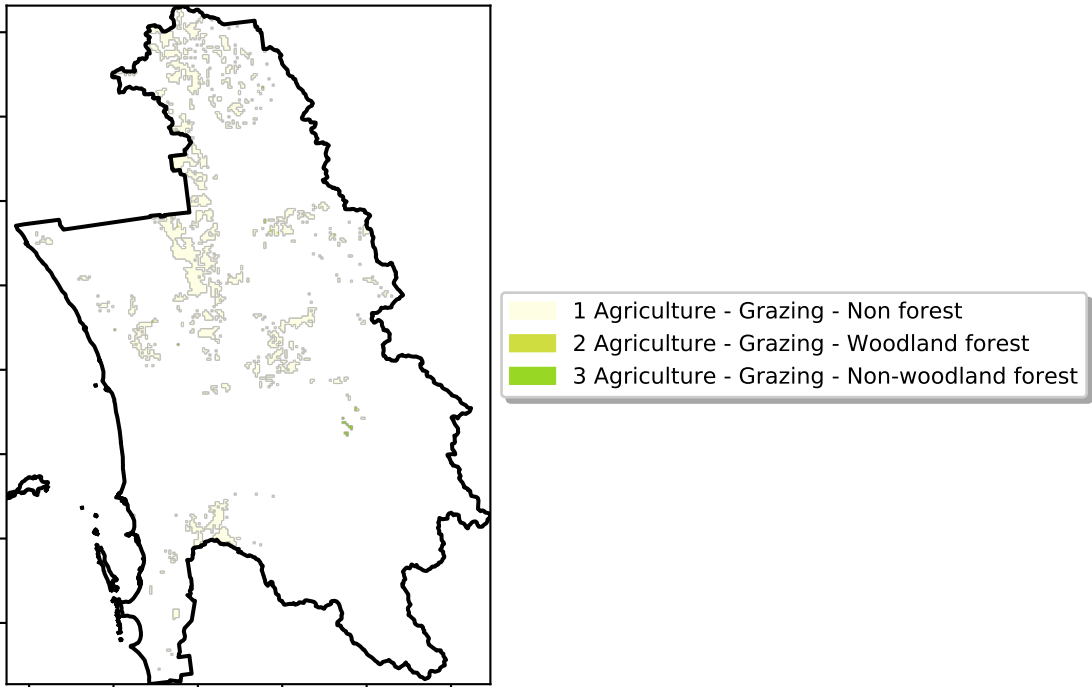 1 Agriculture - Grazing - Non forest
2 Agriculture - Grazing - Woodland forest
3 Agriculture - Grazing - Non-woodland forest